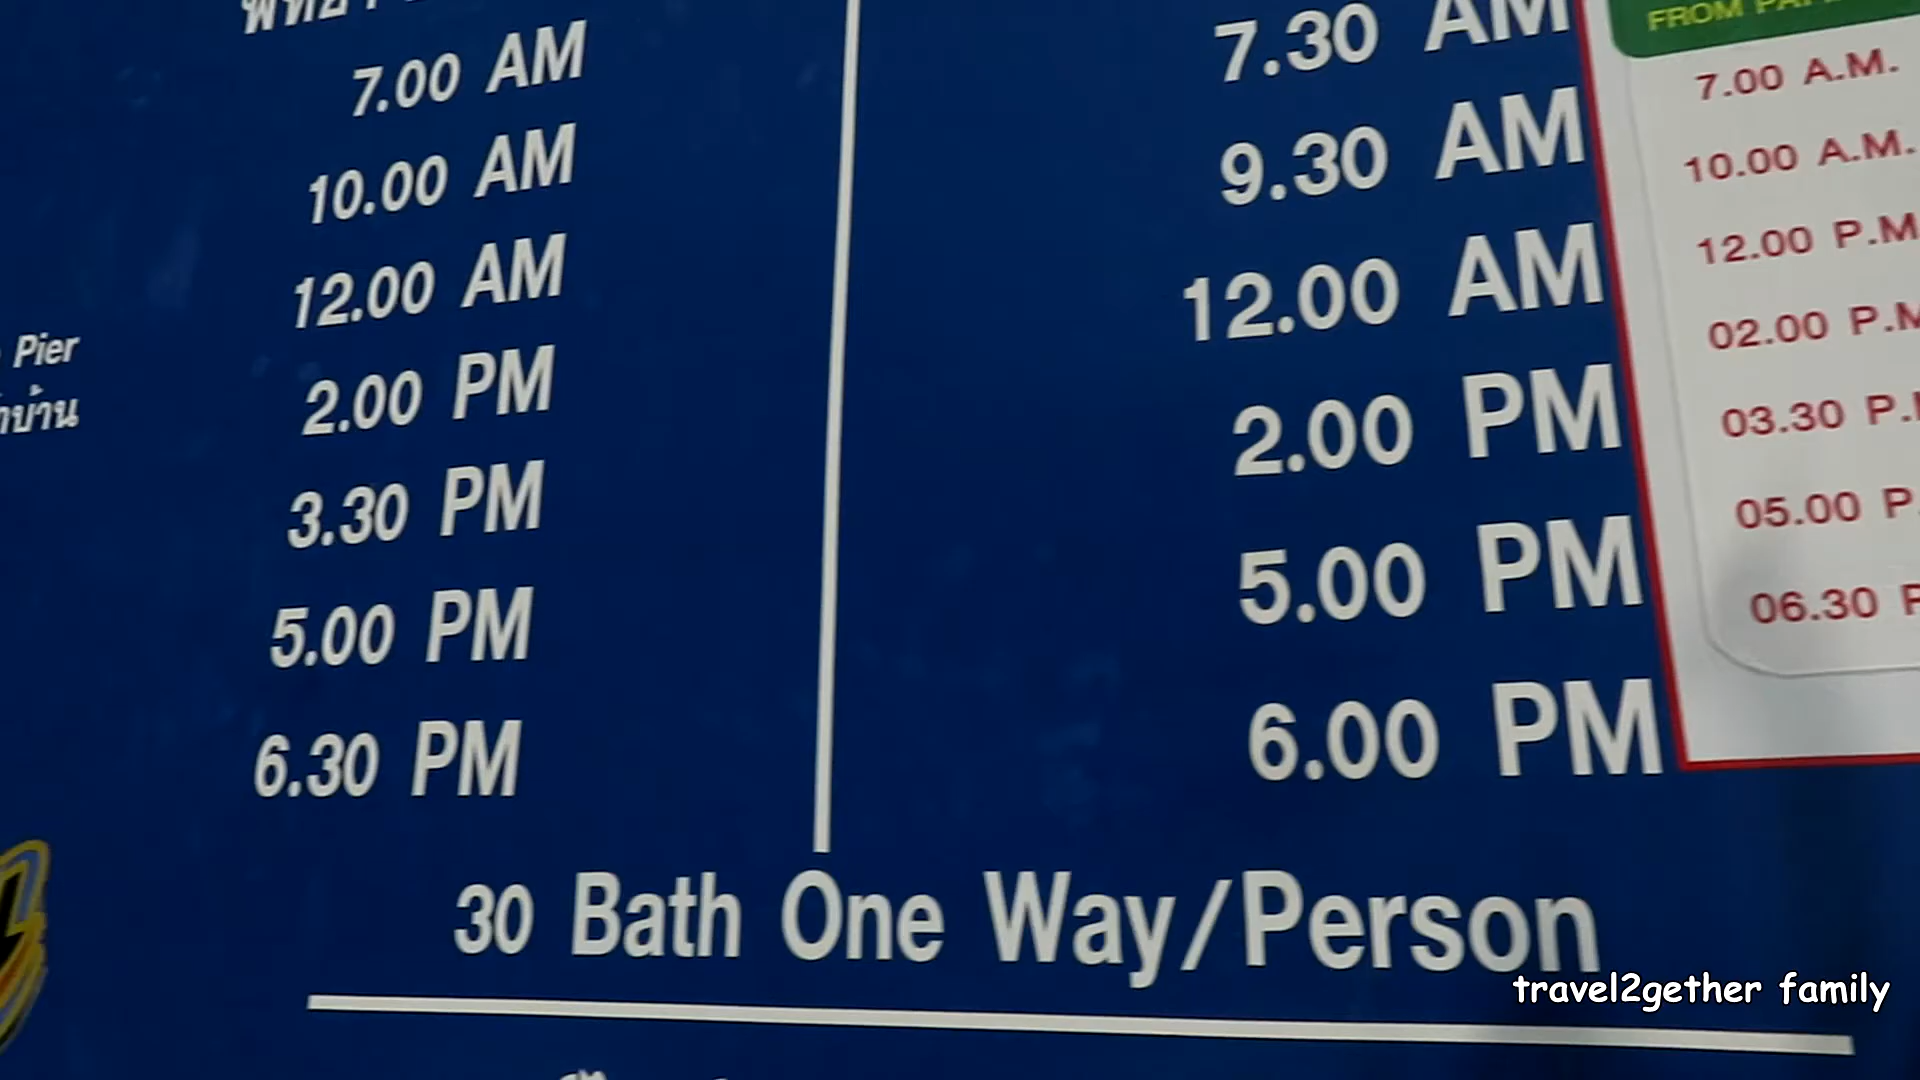 7.00 AM
10.00 AM
12.00 AM
2.00 PM
3.30 PM
5.00 PM
6.30 PM
Pier
7.30 AM
9.30 AM
12.00 AM
2.00 PM
5.00 PM
6.00 PM
FROM
7.00 A.M.
10.00 A.M.
12.00 P.M
02.00 P.M
03.30 P.
05.00 P.
06.30
30 Bath One Way/Person
travel2gether family